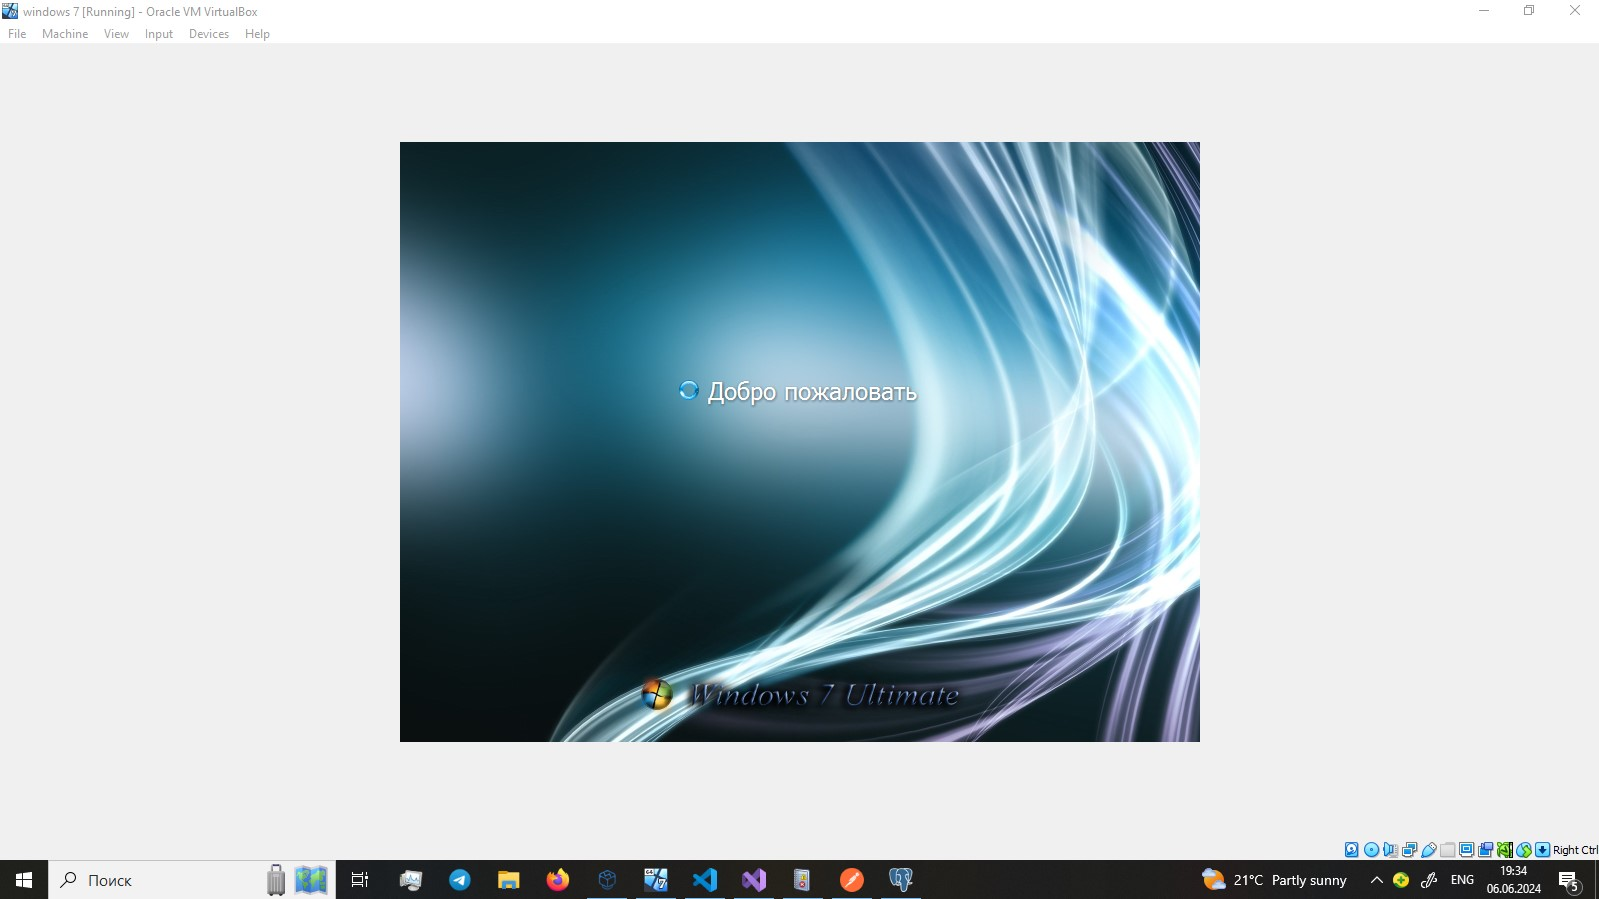 windows 7 [Running] - Oracle VM VirtualBox
File Machine View Input Devices Help
Добро пожаловать
Windows 7 Ultimate
Right Ctrl
Поиск
21°C Partly sunny
ENG
19:34
06.06.2024
5